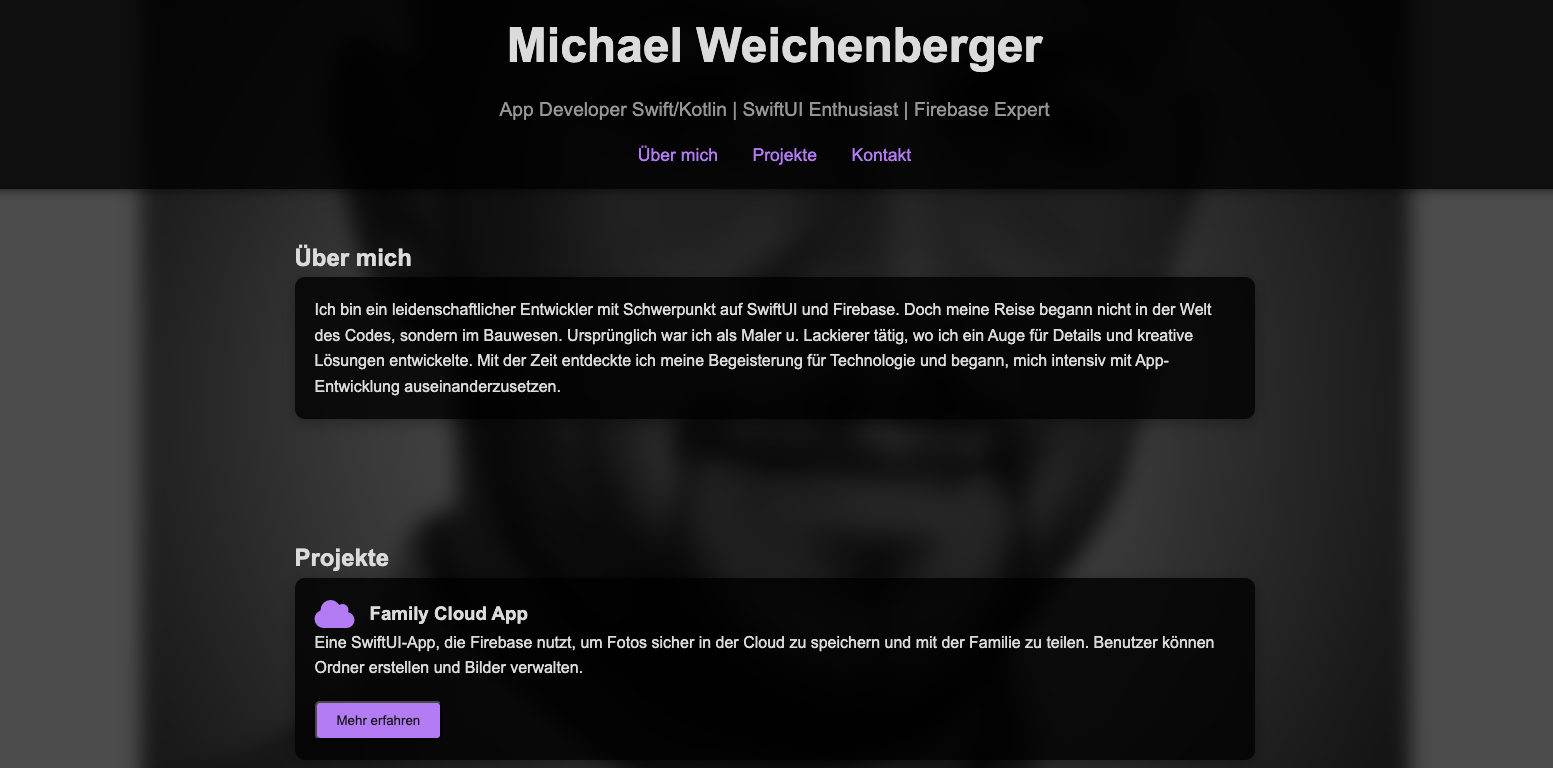 Michael Weichenberger
App Developer Swift/Kotlin | SwiftUI Enthusiast | Firebase Expert
Über mich Projekte Kontakt
Über mich
Ich bin ein leidenschaftlicher Entwickler mit Schwerpunkt auf SwiftUI und Firebase. Doch meine Reise begann nicht in der Welt
des Codes, sondern im Bauwesen. Ursprünglich war ich als Maler u. Lackierer tätig, wo ich ein Auge für Details und kreative
Lösungen entwickelte. Mit der Zeit entdeckte ich meine Begeisterung für Technologie und begann, mich intensiv mit App-
Entwicklung auseinanderzusetzen.
Projekte
Family Cloud App
Eine SwiftUI-App, die Firebase nutzt, um Fotos sicher in der Cloud zu speichern und mit der Familie zu teilen. Benutzer können
Ordner erstellen und Bilder verwalten.
Mehr erfahren